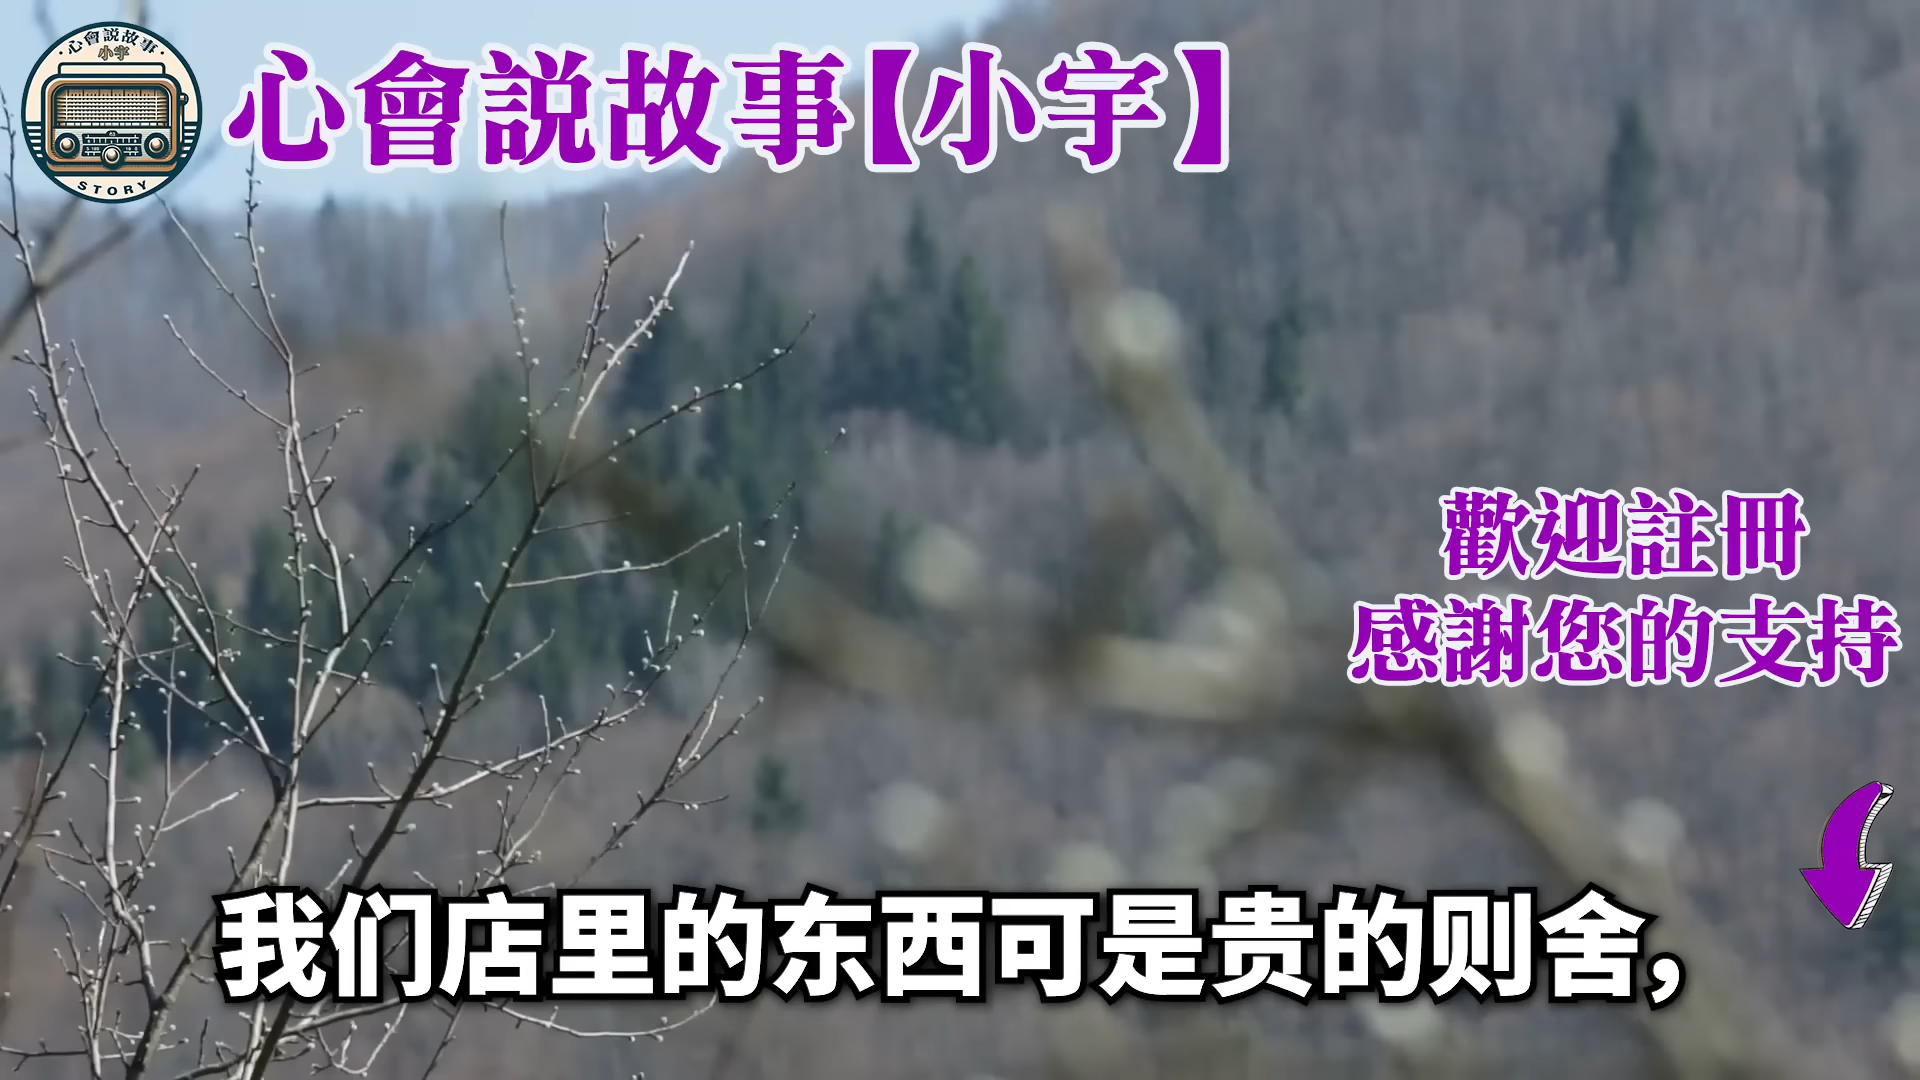 心會説故事
小宇
STORY
心會説故事【小宇】
歡迎註冊
感謝您的支持
我们店里的东西可是贵的则舍,